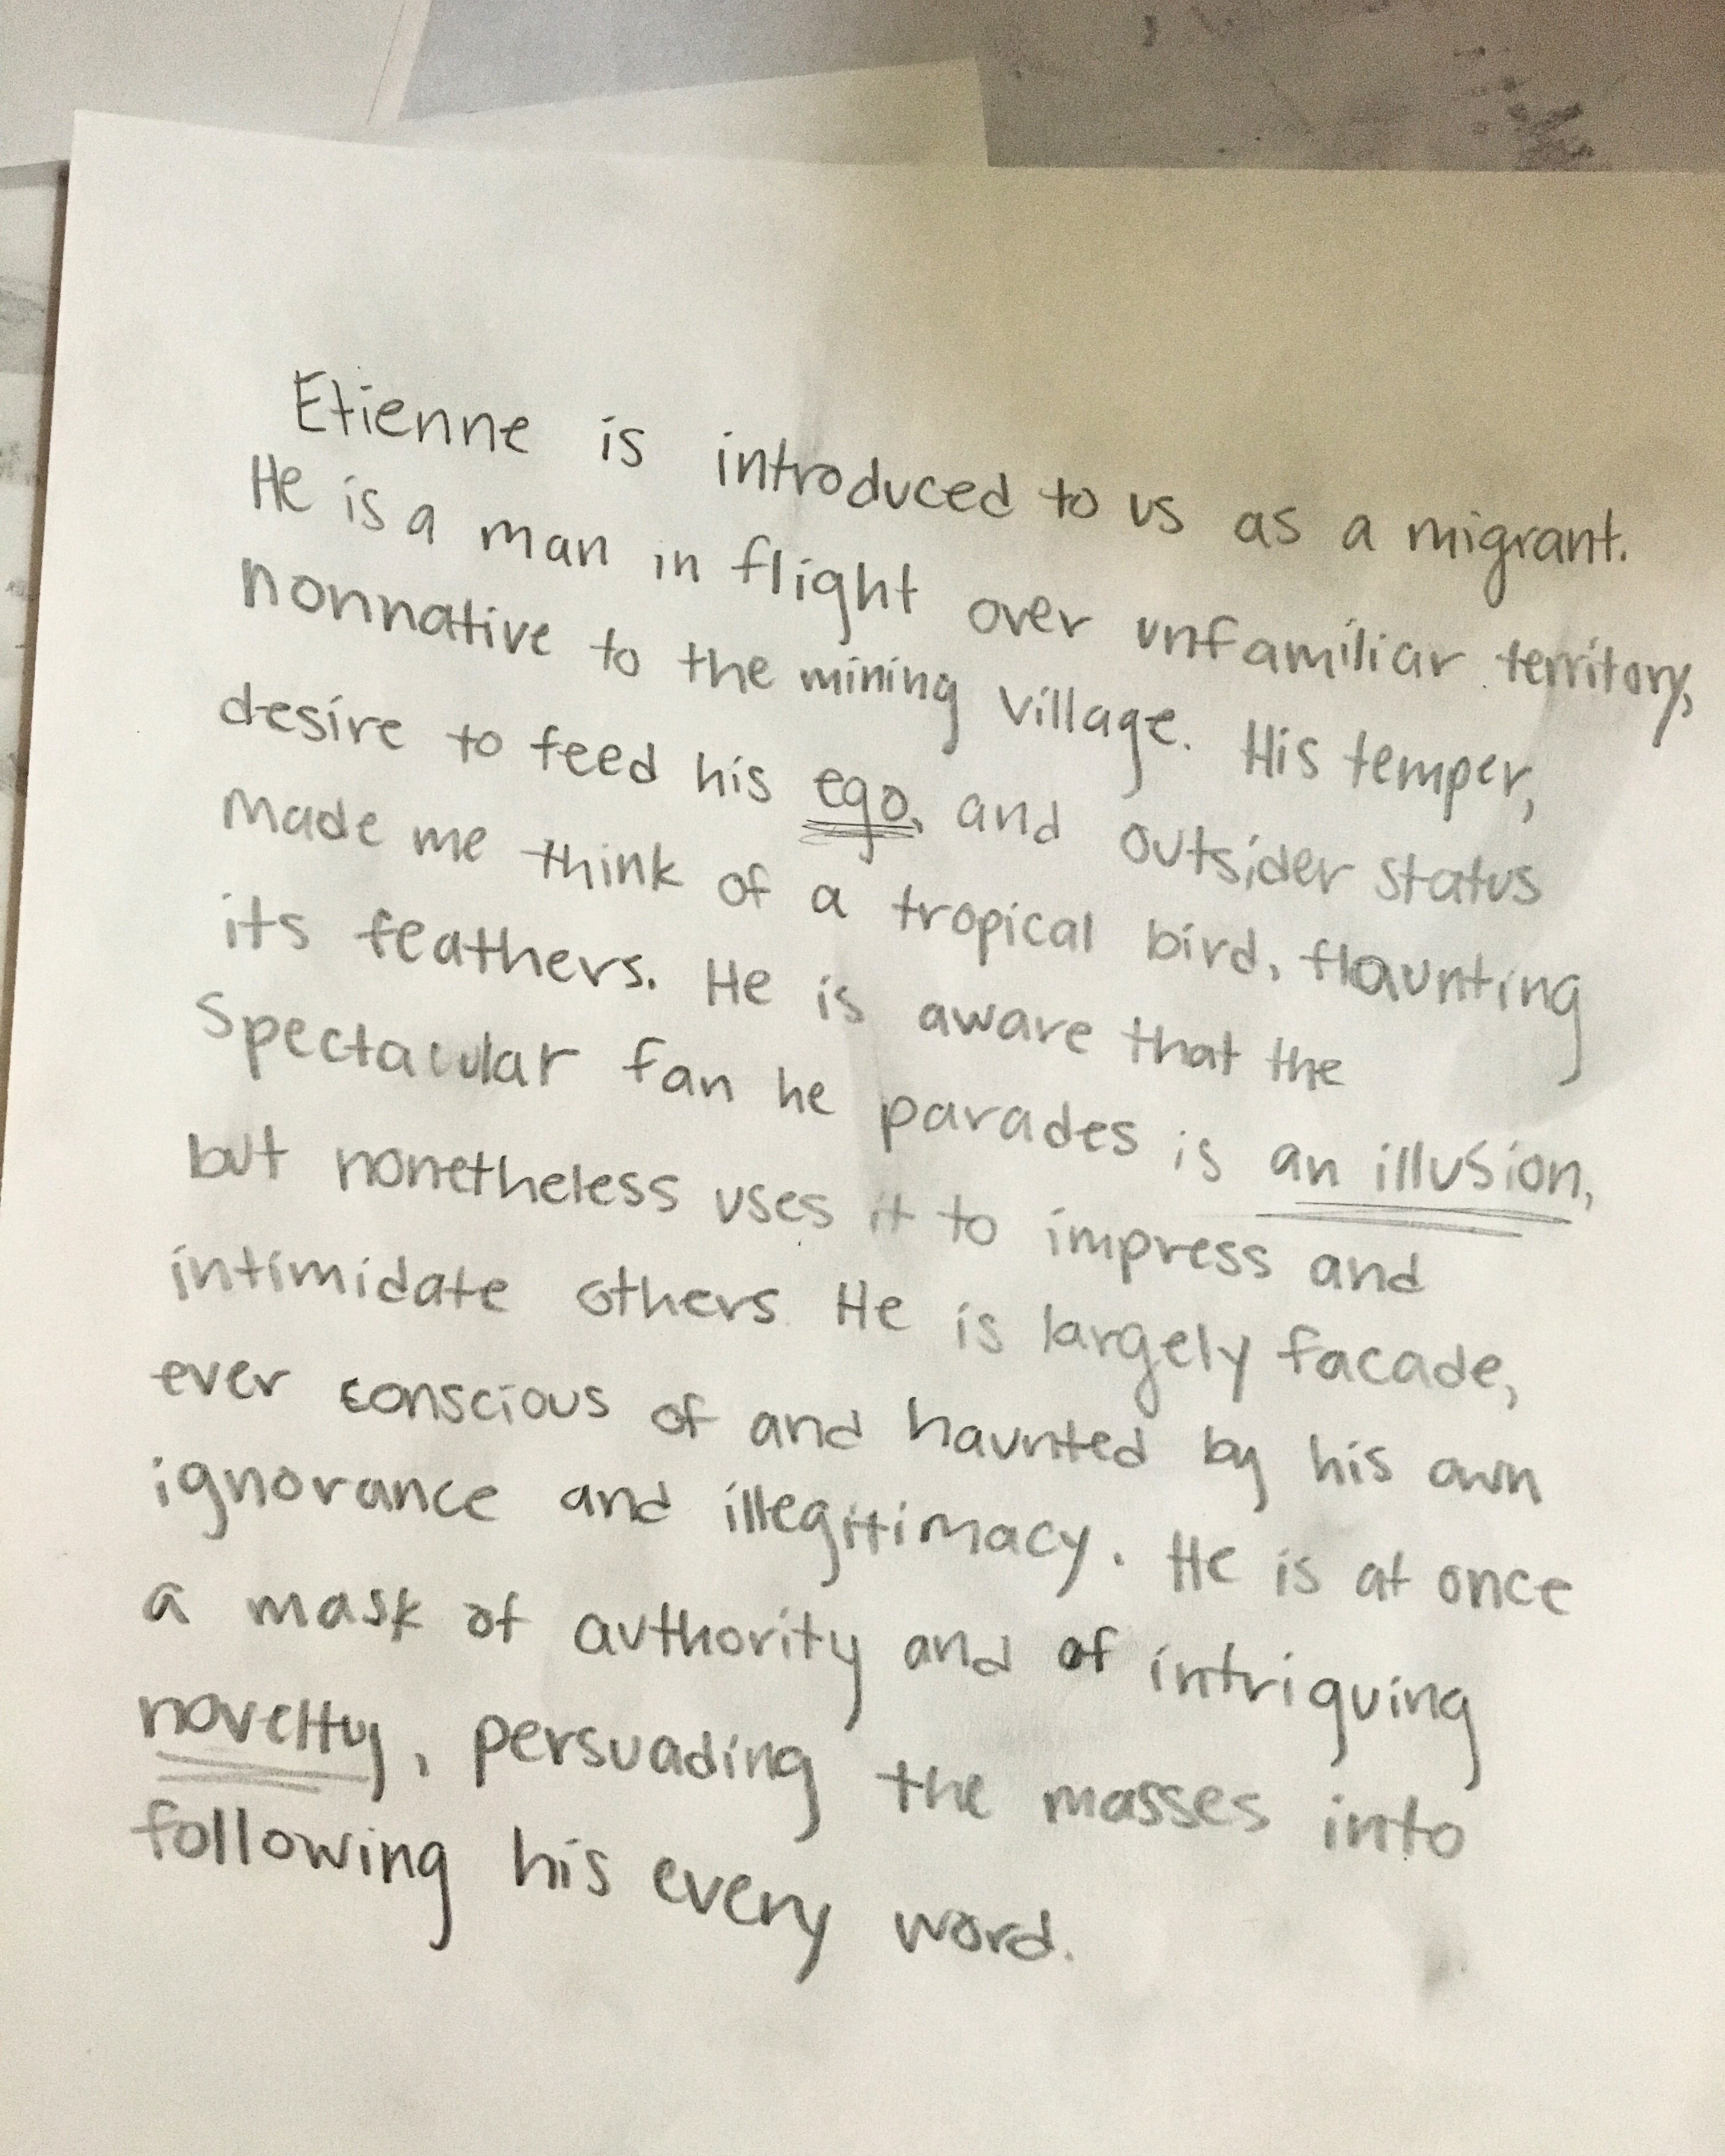 Etienne is introduced to us as a migrant.
He is a man in flight over unfamiliar territory,
nonnative to the mining village. His temper,
desire to feed his ego, and outsider status
made me think of a tropical bird, flaunting
its feathers. He is aware that the
spectacular fan he parades is an illusion,
but nonetheless uses it to impress and
intimidate others. He is largely facade,
ever conscious of and haunted by his own
ignorance and illegitimacy. He is at once
a mask of authority and of intriguing
novelty, persuading the masses into
following his every word.